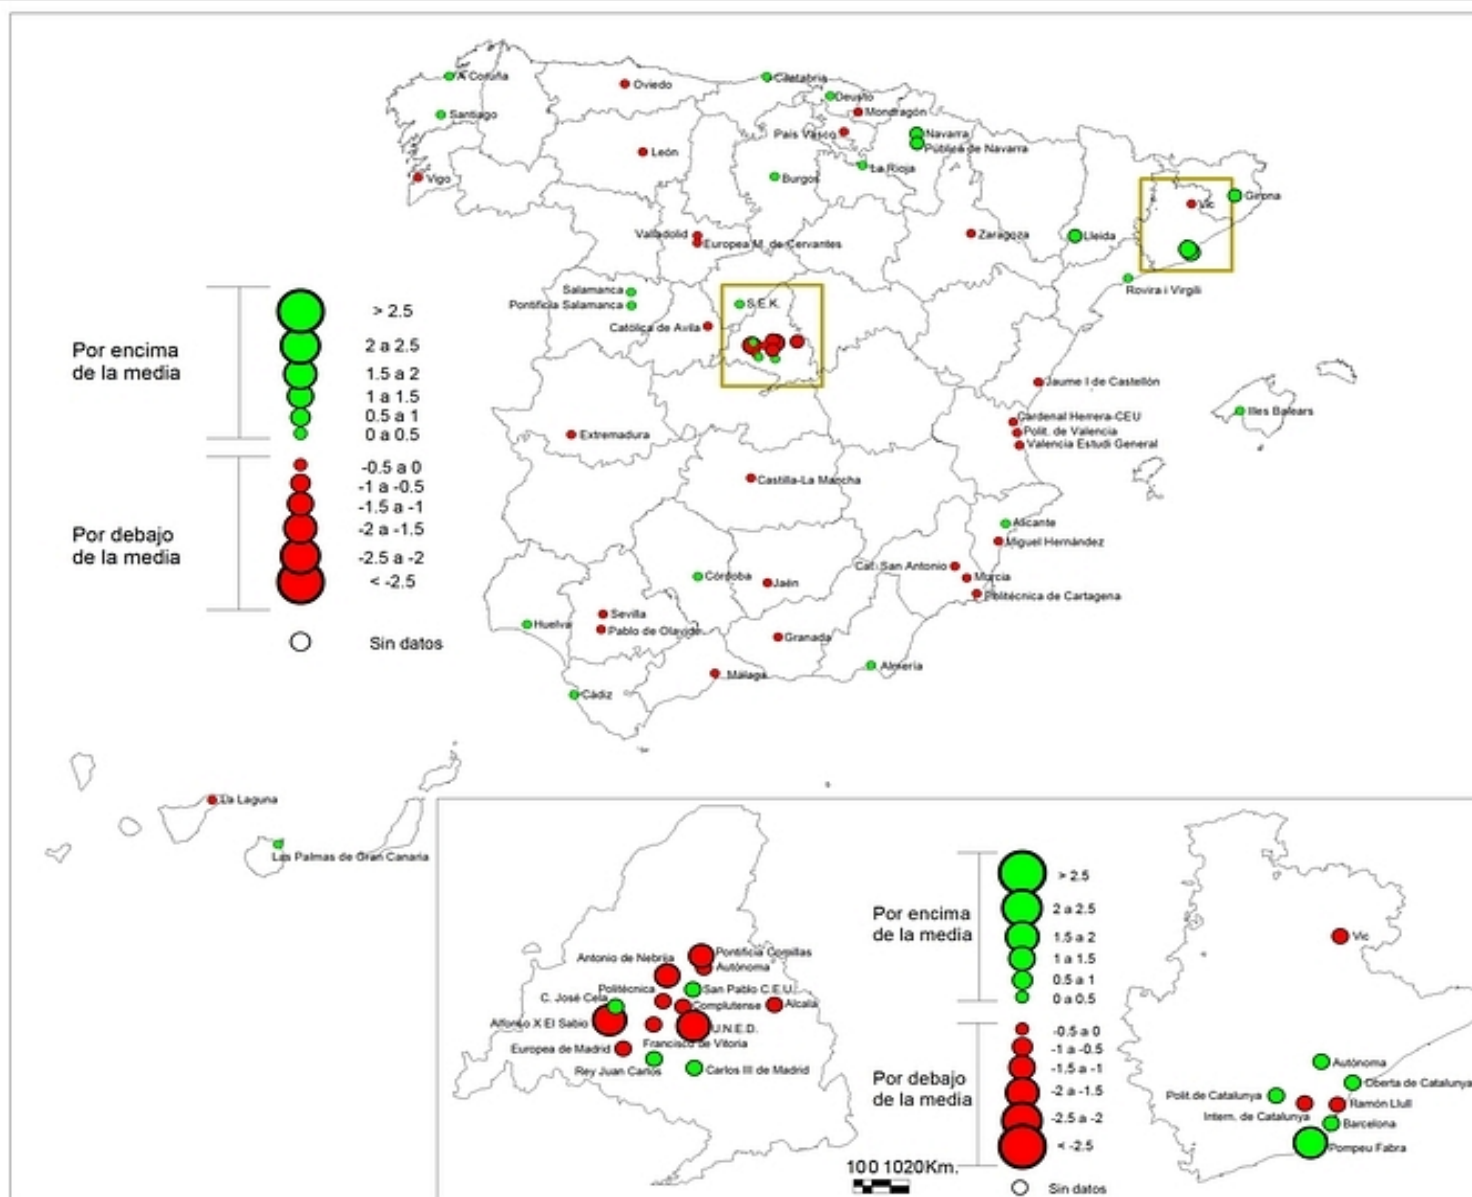 A Coruña
Oviedo
Cantabria
Deusto
Santiago
Mondragón
País Vasco
Navarra
Pública de Navarra
León
La Rioja
Vigo
Burgos
Girona
Vic
Valladolid
Europea M. de Cervantes
Zaragoza
Lleida
Rovira i Virgili
Salamanca
Pontificia Salamanca
S.E.K.
Católica de Avila
Por encima
de la media
> 2.5
2 a 2.5
1.5 a 2
1 a 1.5
0.5 a 1
0 a 0.5
Por debajo
de la media
-0.5 a 0
-1 a -0.5
-1.5 a -1
-2 a -1.5
-2.5 a -2
< -2.5
Sin datos
Jaume I de Castellón
Illes Balears
Cardenal Herrera-CEU
Polit. de Valencia
Valencia Estudi General
Extremadura
Castilla-La Mancha
Alicante
Miguel Hernández
Cat. San Antonio
Murcia
Politécnica de Cartagena
Córdoba
Jaén
Sevilla
Huelva
Pablo de Olavide
Granada
Almería
Málaga
Cádiz
La Laguna
Las Palmas de Gran Canaria
Pontificia Comillas
Antonio de Nebrija
Autónoma
Politécnica
San Pablo C.E.U.
C. José Cela
Complutense
Alcala
Alfonso X El Sabio
U.N.E.D.
Francisco de Vitoria
Europea de Madrid
Rey Juan Carlos
Carlos III de Madrid
Por encima
de la media
> 2.5
2 a 2.5
1.5 a 2
1 a 1.5
0.5 a 1
0 a 0.5
Por debajo
de la media
-0.5 a 0
-1 a -0.5
-1.5 a -1
-2 a -1.5
-2.5 a -2
< -2.5
Sin datos
100 1020Km.
Vic
Autónoma
Oberta de Catalunya
Polit.de Catalunya
Ramón Llull
Intern. de Catalunya
Barcelona
Pompeu Fabra